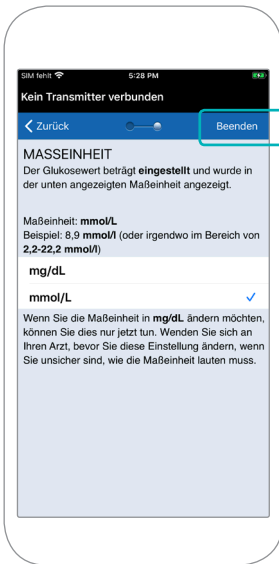 SIM fehlt 5:28 PM
Kein Transmitter verbunden
Zurück Beenden
MASSEINHEIT
Der Glukosewert beträgt eingestellt und wurde in
der unten angezeigten Maßeinheit angezeigt.
Maßeinheit: mmol/L
Beispiel: 8,9 mmol/l (oder irgendwo im Bereich von
2,2-22,2 mmol/l)
mg/dL
mmol/L
Wenn Sie die Maßeinheit in mg/dL ändern möchten,
können Sie dies nur jetzt tun. Wenden Sie sich an
Ihren Arzt, bevor Sie diese Einstellung ändern, wenn
Sie unsicher sind, wie die Maßeinheit lauten muss.